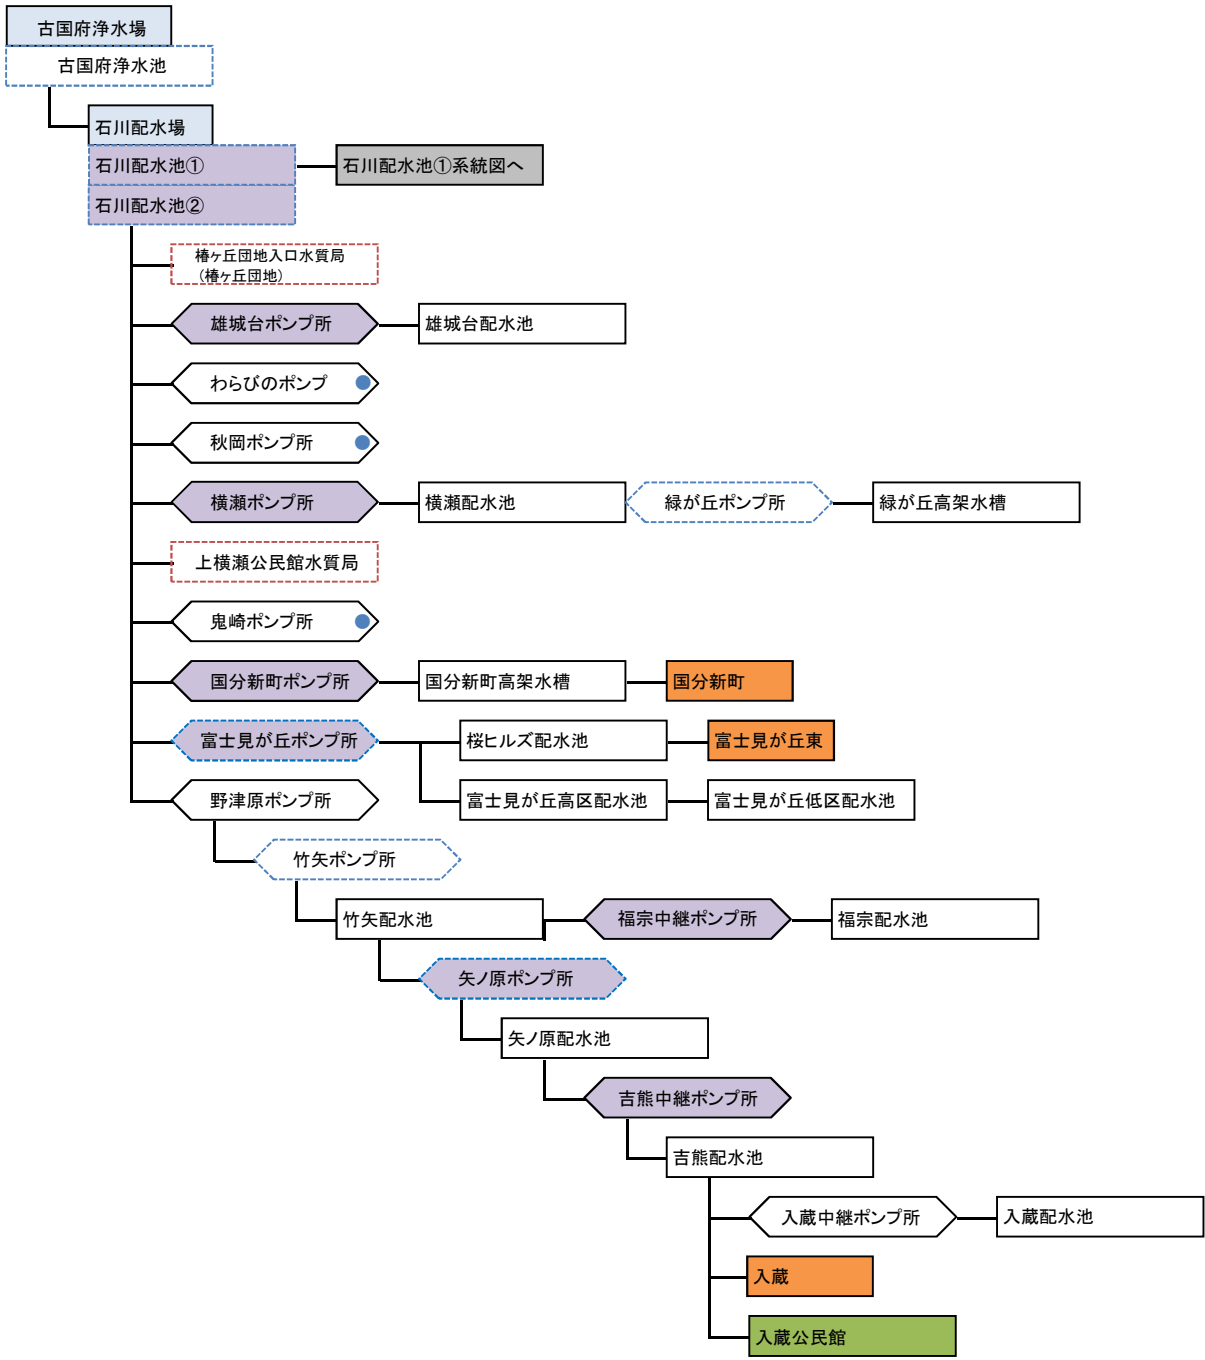 古国府浄水場
古国府浄水池
石川配水場
石川配水池①
石川配水池①系統図へ
石川配水池②
椿ヶ丘団地入口水質局
(椿ヶ丘団地)
雄城台ポンプ所
雄城台配水池
わらびのポンプ
秋岡ポンプ所
横瀬ポンプ所
横瀬配水池
緑が丘ポンプ所
緑が丘高架水槽
上横瀬公民館水質局
鬼崎ポンプ所
国分新町ポンプ所
国分新町高架水槽
国分新町
富士見が丘ポンプ所
桜ヒルズ配水池
富士見が丘東
野津原ポンプ所
富士見が丘高区配水池
富士見が丘低区配水池
竹矢ポンプ所
竹矢配水池
福宗中継ポンプ所
福宗配水池
矢ノ原ポンプ所
矢ノ原配水池
吉熊中継ポンプ所
吉熊配水池
入蔵中継ポンプ所
入蔵配水池
入蔵
入蔵公民館